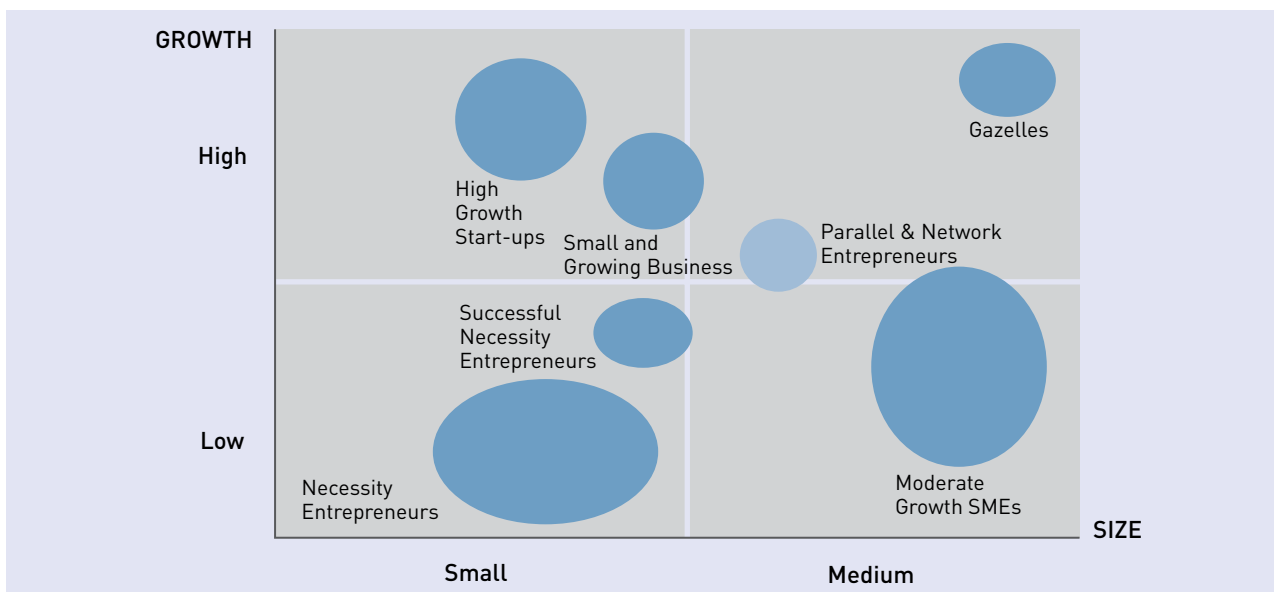 GROWTH
High
Low
High
Growth
Start-ups
Small and
Growing Business
Gazelles
Parallel & Network
Entrepreneurs
Successful
Necessity
Entrepreneurs
Necessity
Entrepreneurs
Moderate
Growth SMEs
SIZE
Small
Medium